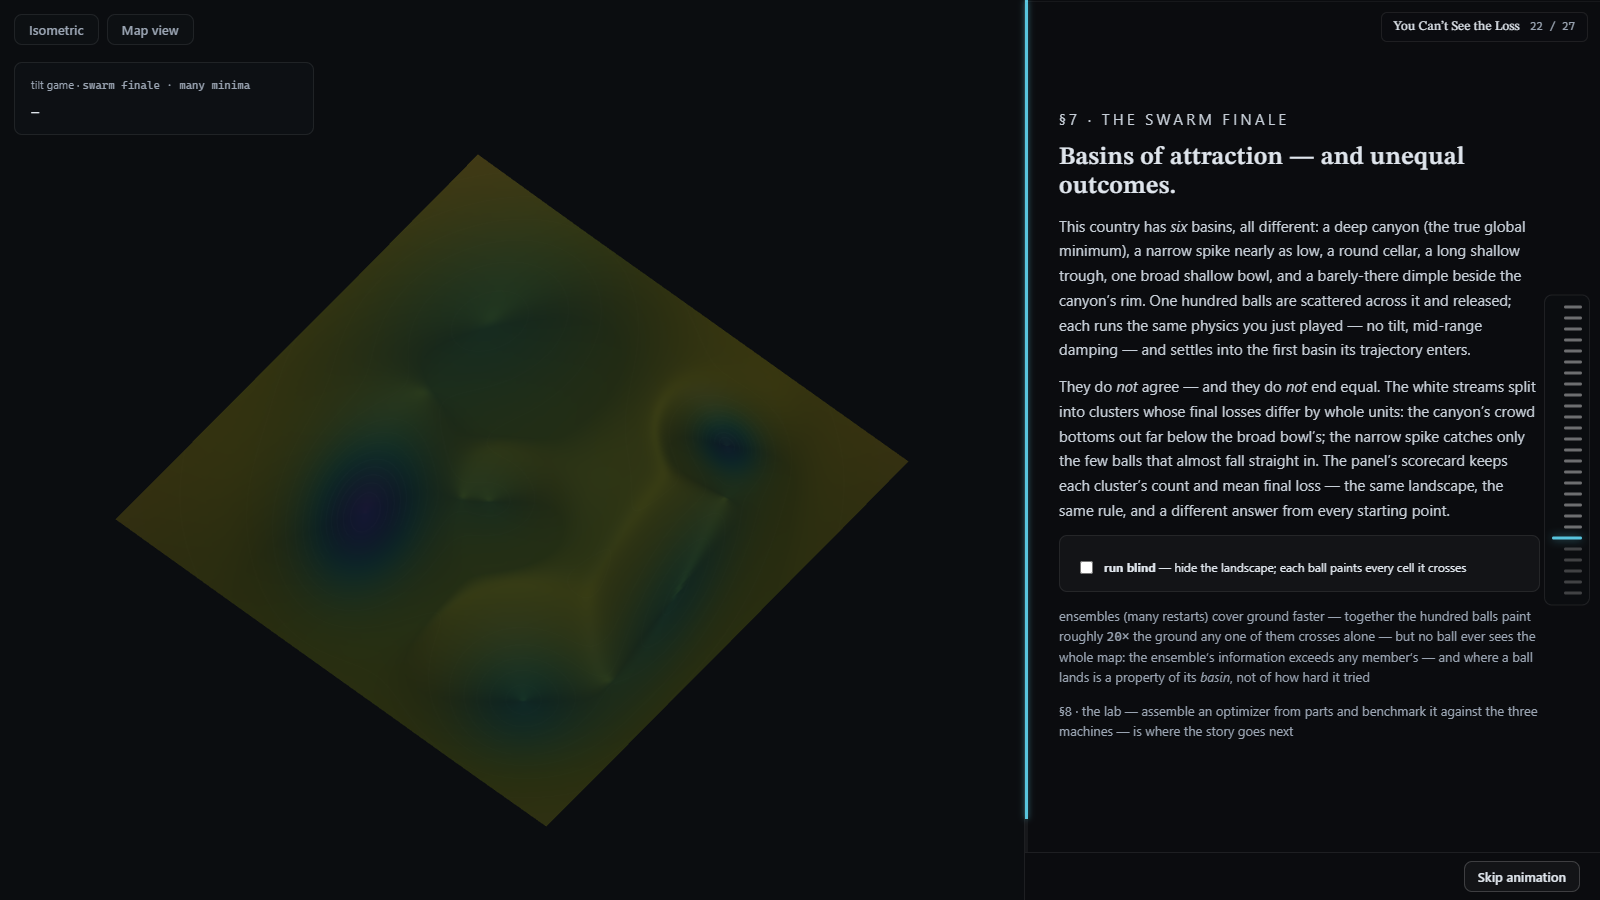 Isometric
Map view
tilt game · swarm finale · many minima
—
You Can't See the Loss 22 / 27
§7 · THE SWARM FINALE
Basins of attraction — and unequal
outcomes.
This country has six basins, all different: a deep canyon (the true global
minimum), a narrow spike nearly as low, a round cellar, a long shallow
trough, one broad shallow bowl, and a barely-there dimple beside the
canyon's rim. One hundred balls are scattered across it and released;
each runs the same physics you just played — no tilt, mid-range
damping — and settles into the first basin its trajectory enters.
They do not agree — and they do not end equal. The white streams split
into clusters whose final losses differ by whole units: the canyon's crowd
bottoms out far below the broad bowl's; the narrow spike catches only
the few balls that almost fall straight in. The panel's scorecard keeps
each cluster's count and mean final loss — the same landscape, the
same rule, and a different answer from every starting point.
run blind — hide the landscape; each ball paints every cell it crosses
ensembles (many restarts) cover ground faster — together the hundred balls paint
roughly 20× the ground any one of them crosses alone — but no ball ever sees the
whole map: the ensemble's information exceeds any member's — and where a ball
lands is a property of its basin, not of how hard it tried
§8 · the lab — assemble an optimizer from parts and benchmark it against the three
machines — is where the story goes next
Skip animation